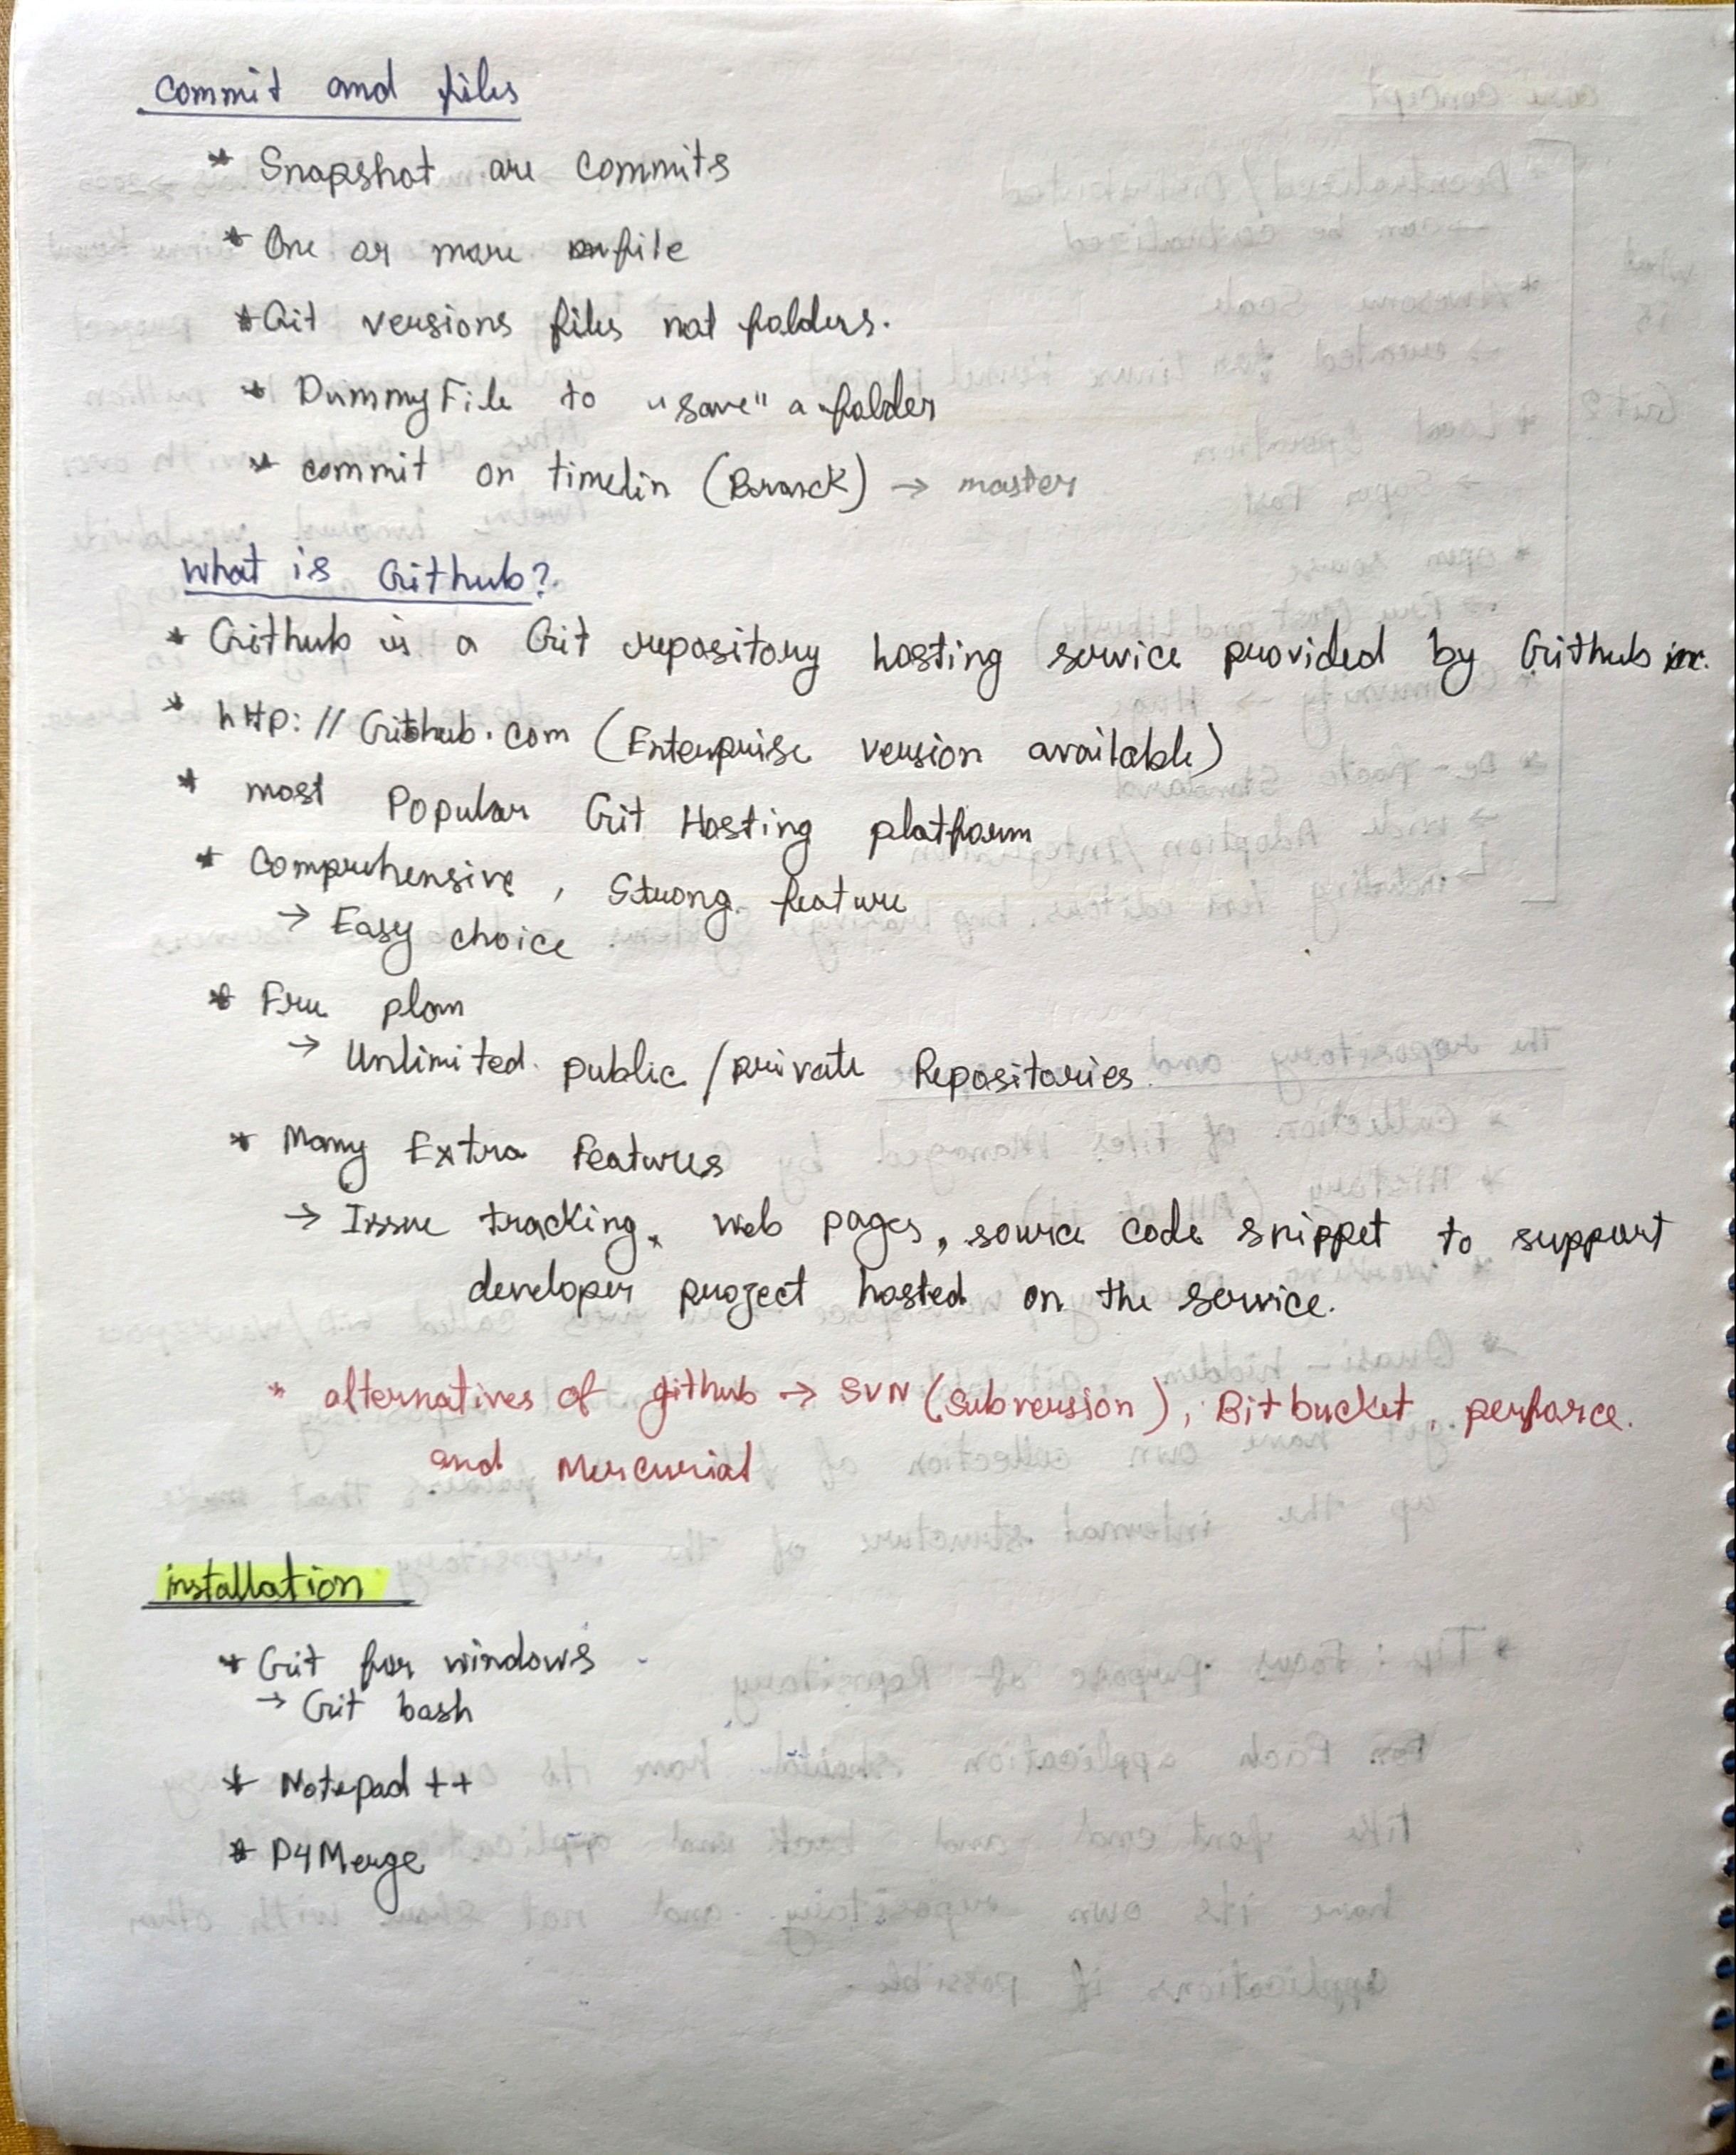 commit and files
* Snapshot are commits
* One or more file
* Git versions files not folders.
* Dummy File to "save" a folder
* commit on timelin (Branck) → master
what is Github?
* Github is a Git repository hosting service provided by Github inc.
* http://Github.com (Enterprise version available)
* most Popular Git Hosting platform
* Comprehensive, Strong feature
→ Easy choice
* Free plan
→ Unlimited public/private Repositories
* Many Extra Features
→ Issue tracking, web pages, source code snippet to support
developer project hosted on the service.
* alternatives of github → SVN (Subversion), Bitbucket, perforce.
and Mercurial
installation
* Git for windows
→ Git bash
* Notepad ++
* P4Merge